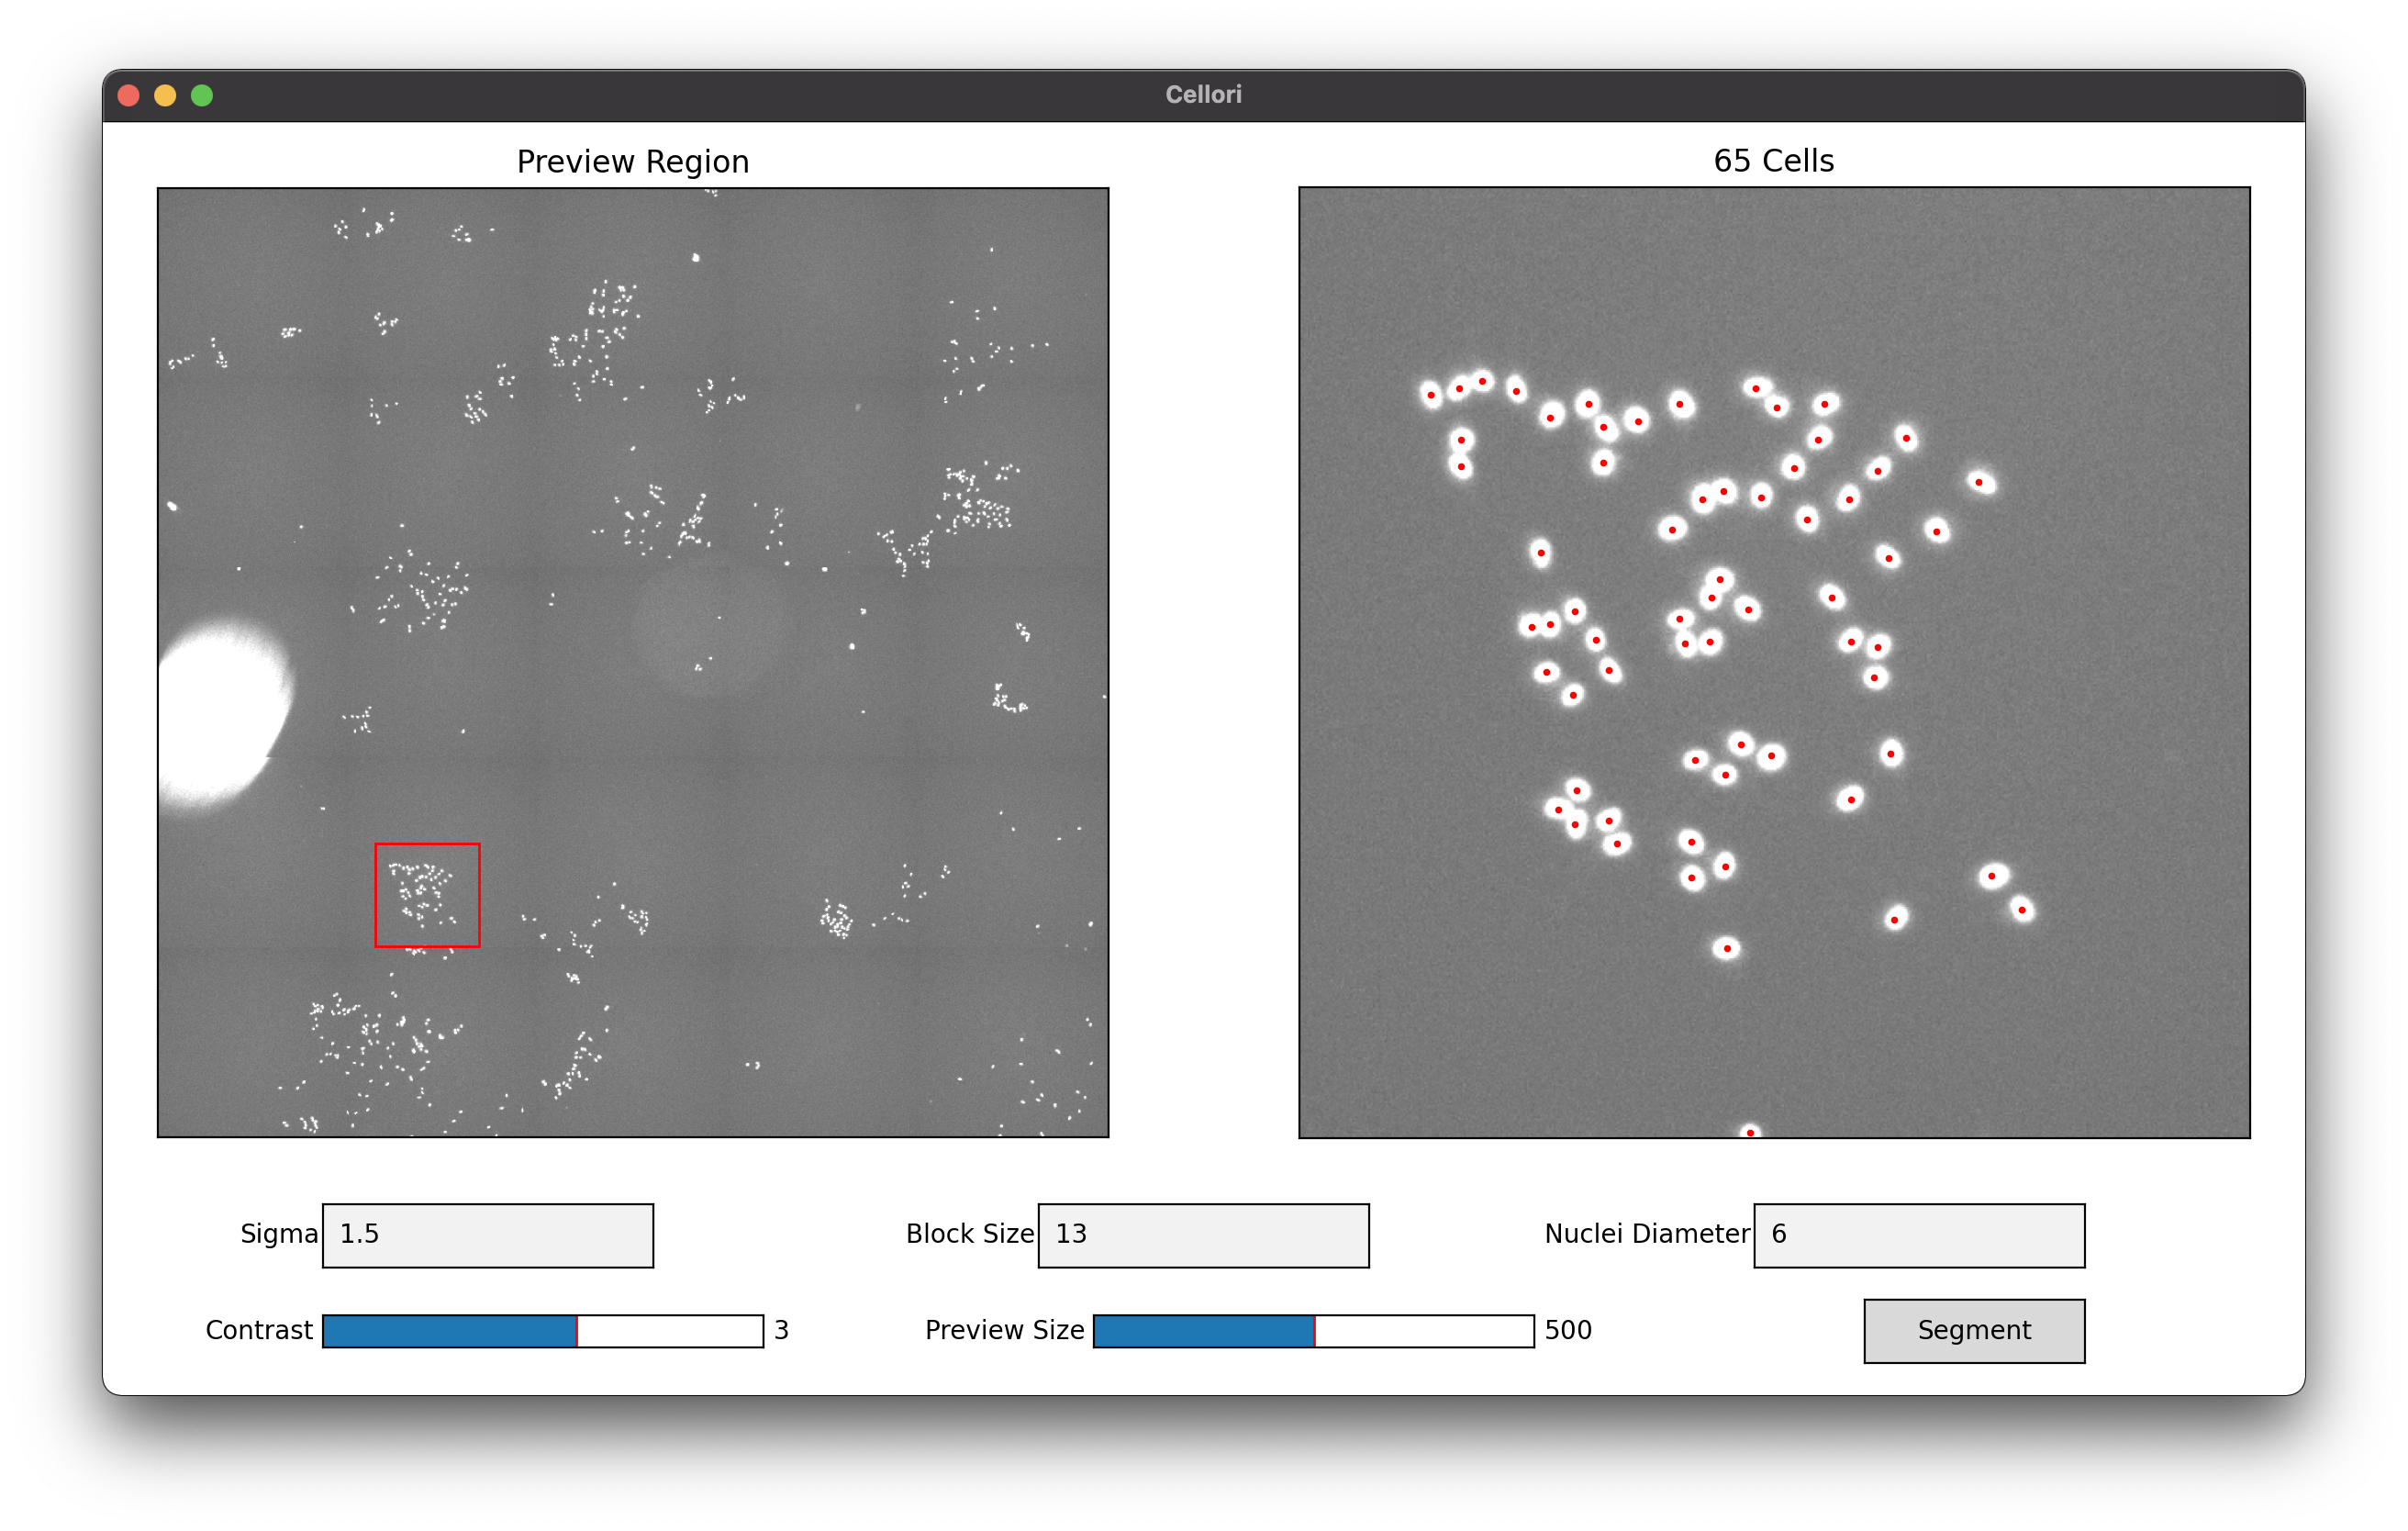 Cellori
Preview Region
65 Cells
Sigma 1.5
Block Size 13
Nuclei Diameter 6
Contrast 3
Preview Size 500
Segment